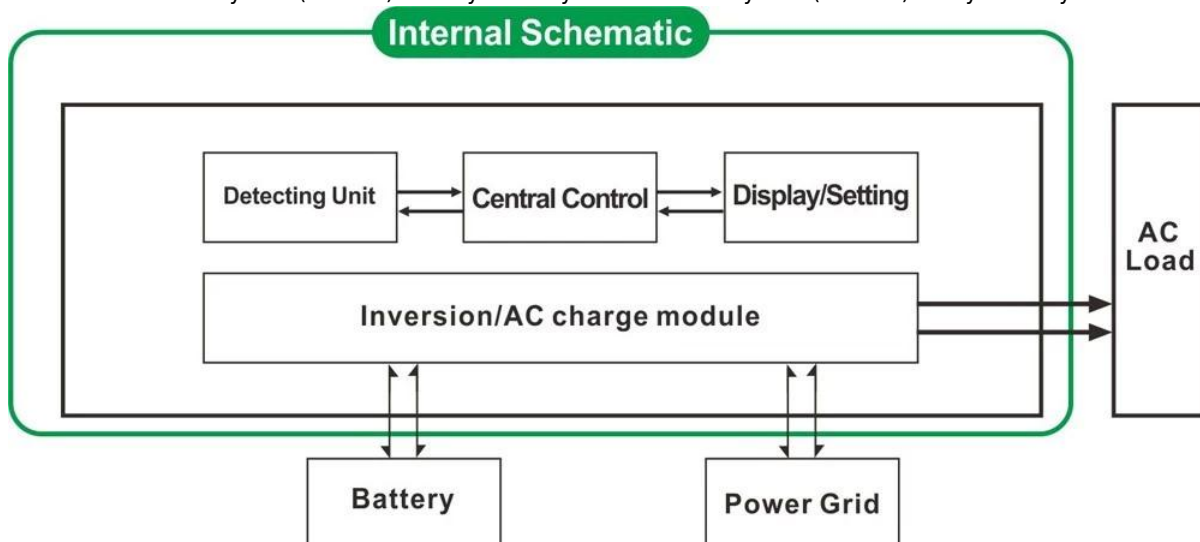 Internal Schematic
Detecting Unit
Central Control
Display/Setting
AC
Load
Inversion/AC charge module
Battery
Power Grid